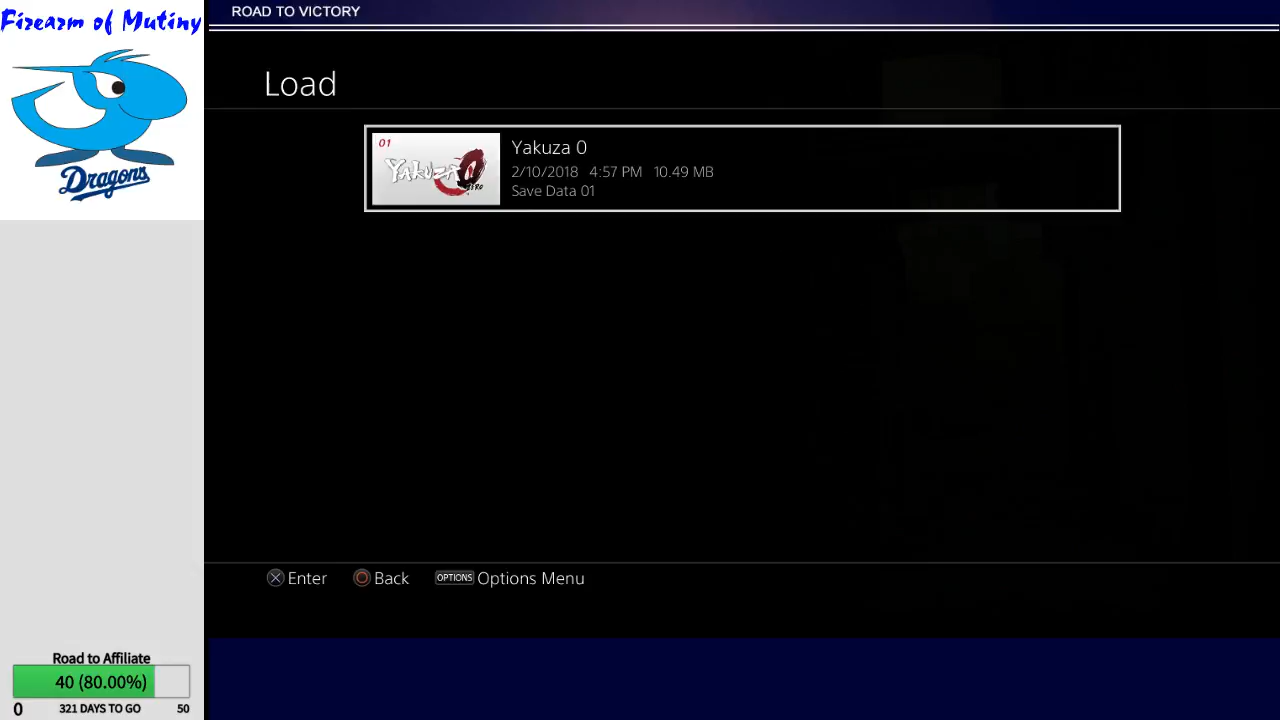 Firearm of Mutiny
Dragons
Road to Affiliate
40 (80.00%)
0 321 DAYS TO GO 50
ROAD TO VICTORY
Load
01
YAKUZA 0
ZERO
Yakuza 0
2/10/2018 4:57 PM 10.49 MB
Save Data 01
Enter Back OPTIONS Options Menu